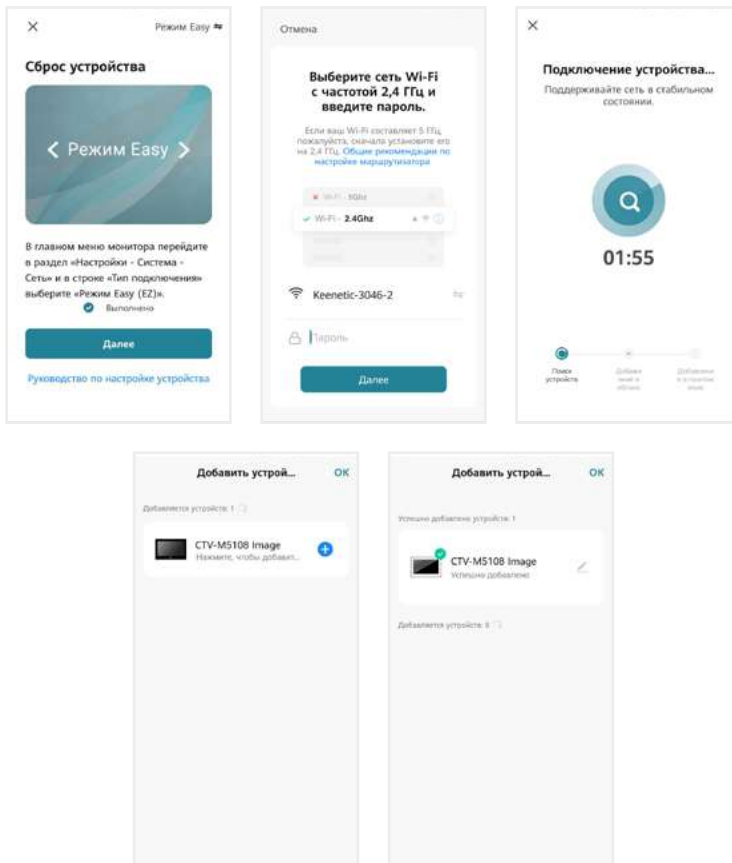 Режим Easy
Сброс устройства
Режим Easy
В главном меню монитора перейдите
в раздел «Настройки - Система -
Сеть» и в строке «Тип подключения»
выберите «Режим Easy (EZ)».
Выполнено
Далее
Руководство по настройке устройства
Отмена
Выберите сеть Wi-Fi
с частотой 2,4 ГГц и
введите пароль.
Если ваш Wi-Fi составляет 5 ГГц,
пожалуйста, сначала установите его
на 2,4 ГГц. Общие рекомендации по
настройке маршрутизатора
Wi-Fi - 5Ghz
Wi-Fi - 2.4Ghz
Keenetic-3046-2
Пароль
Далее
Подключение устройства...
Поддерживайте сеть в стабильном
состоянии.
01:55
Поиск
устройств
Добавить устрой... OK
Добавляется устройств: 1
CTV-M5108 Image
Нажмите, чтобы добавит...
Добавить устрой... OK
Успешно добавлено устройств: 1
CTV-M5108 Image
Успешно добавлено
Добавляется устройств: 0